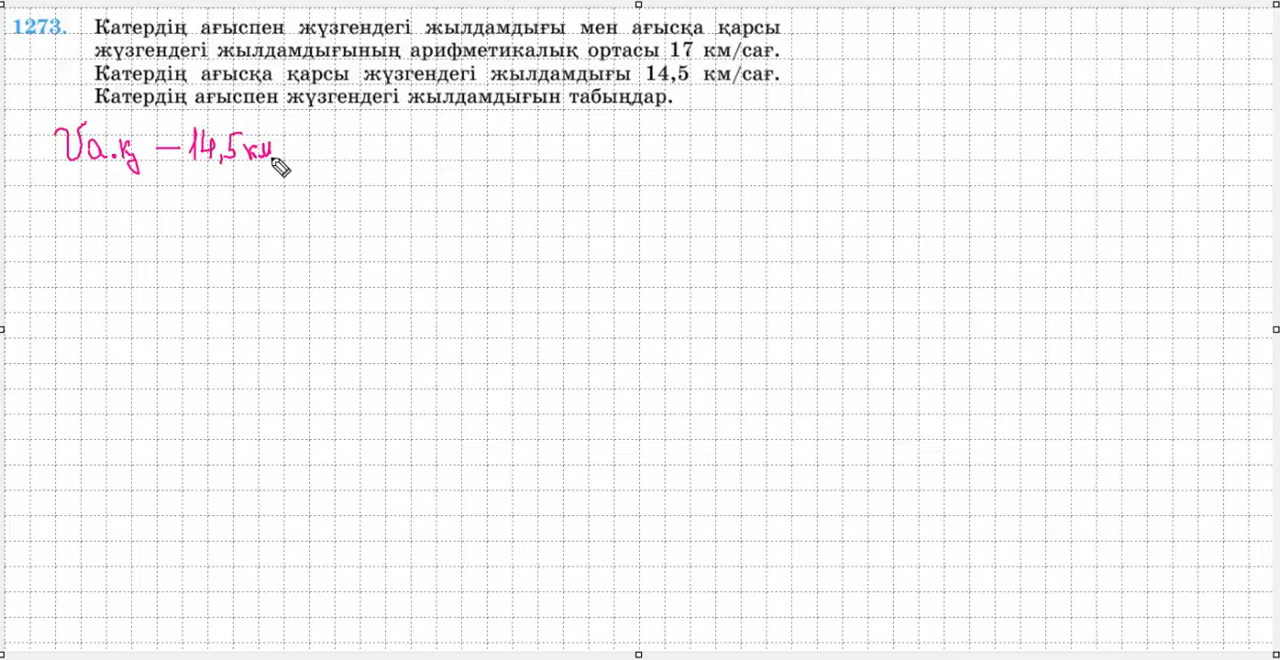 1273. Катердің ағыспен жүзгендегі жылдамдығы мен ағысқа қарсы
жүзгендегі жылдамдығының арифметикалық ортасы 17 км/сағ.
Катердің ағысқа қарсы жүзгендегі жылдамдығы 14,5 км/сағ.
Катердің ағыспен жүзгендегі жылдамдығын табыңдар.
Vа.қ — 14,5 км